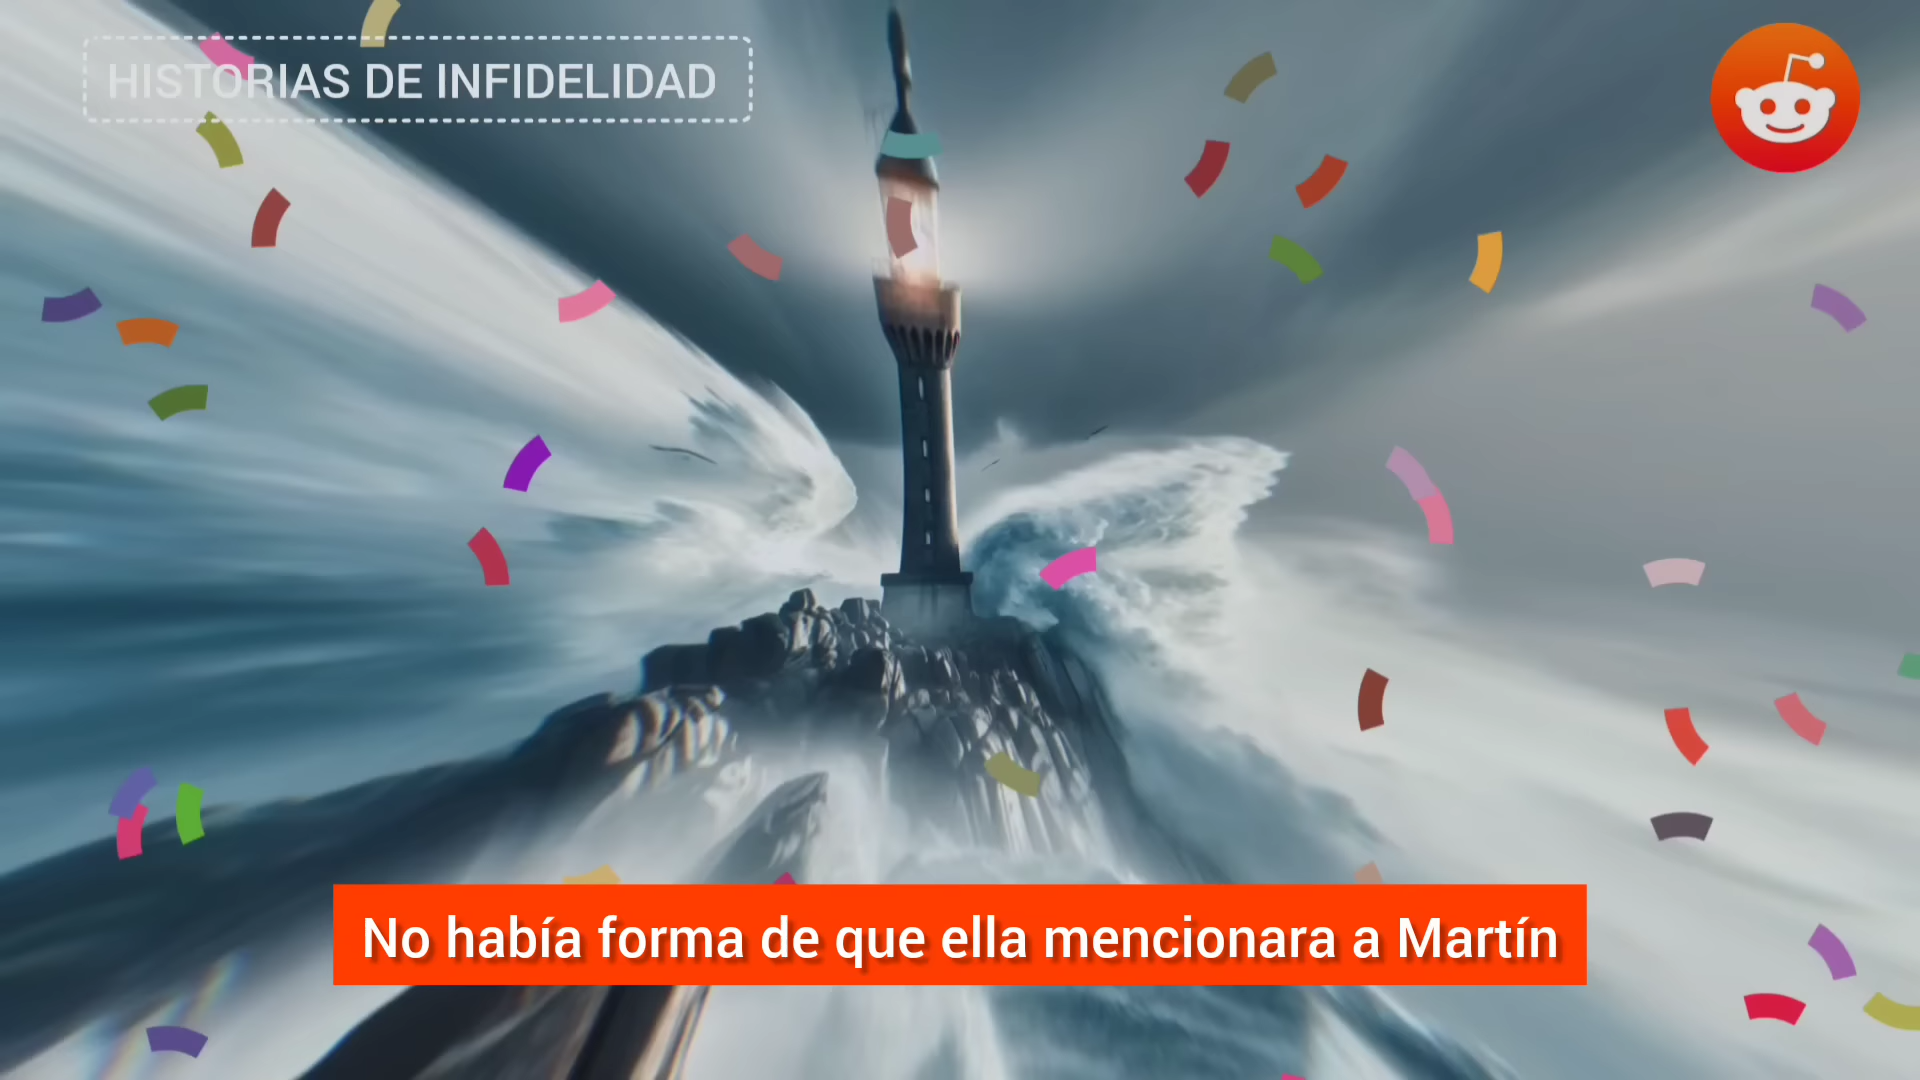 HISTORIAS DE INFIDELIDAD
No había forma de que ella mencionara a Martín